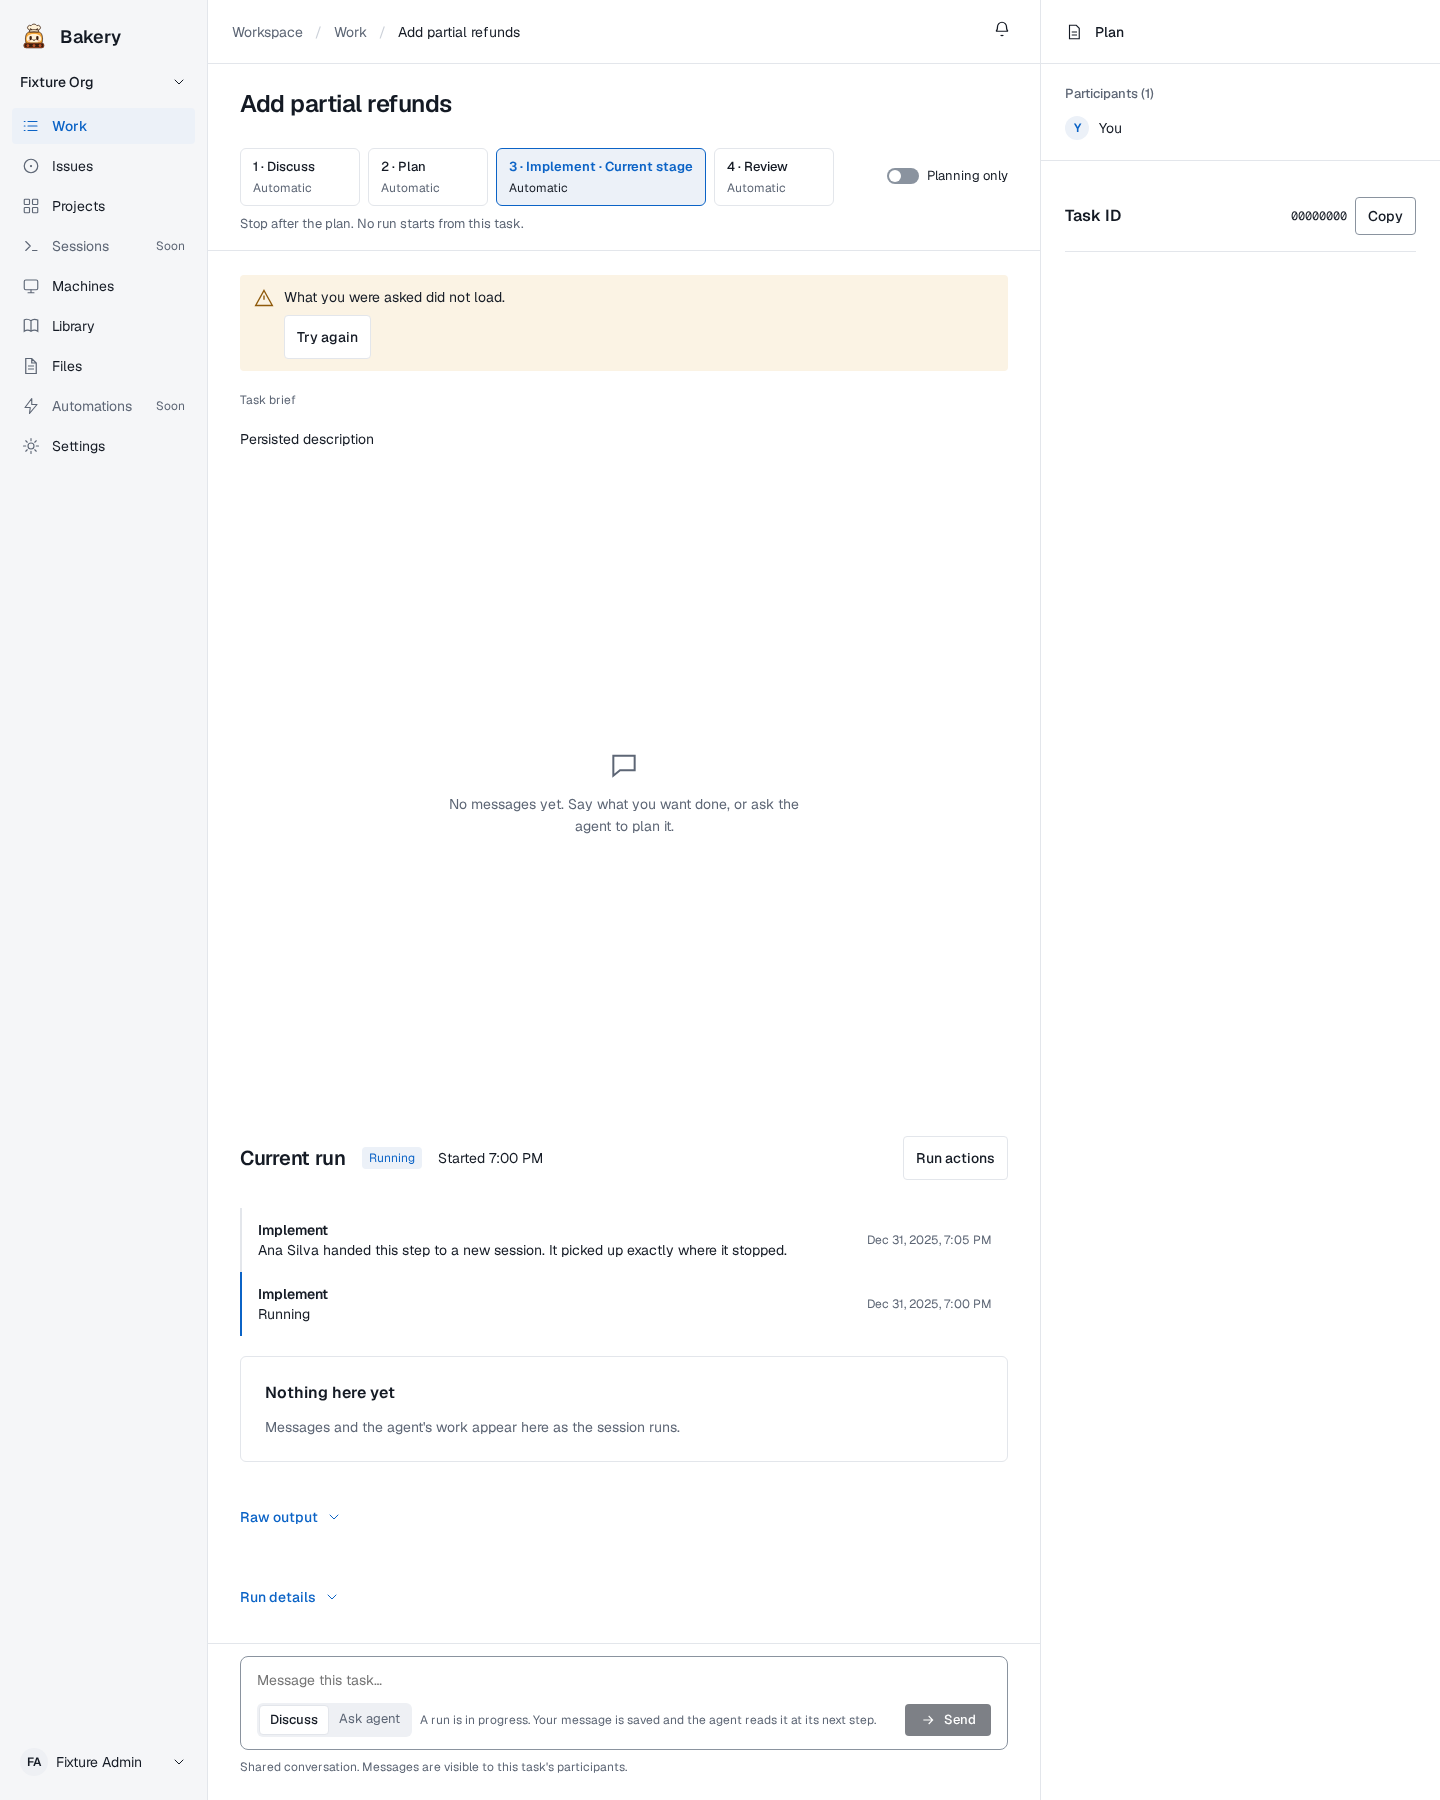 Bakery
Fixture Org
Work
Issues
Projects
Sessions Soon
Machines
Library
Files
Automations Soon
Settings
FA Fixture Admin
Workspace / Work / Add partial refunds
Add partial refunds
1 · Discuss
Automatic
2 · Plan
Automatic
3 · Implement · Current stage
Automatic
4 · Review
Automatic
Planning only
Stop after the plan. No run starts from this task.
What you were asked did not load.
Try again
Task brief
Persisted description
No messages yet. Say what you want done, or ask the
agent to plan it.
Current run Running Started 7:00 PM Run actions
Implement
Ana Silva handed this step to a new session. It picked up exactly where it stopped.
Dec 31, 2025, 7:05 PM
Implement
Running
Dec 31, 2025, 7:00 PM
Nothing here yet
Messages and the agent's work appear here as the session runs.
Raw output
Run details
Message this task...
Discuss Ask agent A run is in progress. Your message is saved and the agent reads it at its next step. Send
Shared conversation. Messages are visible to this task's participants.
Plan
Participants (1)
Y You
Task ID 00000000 Copy